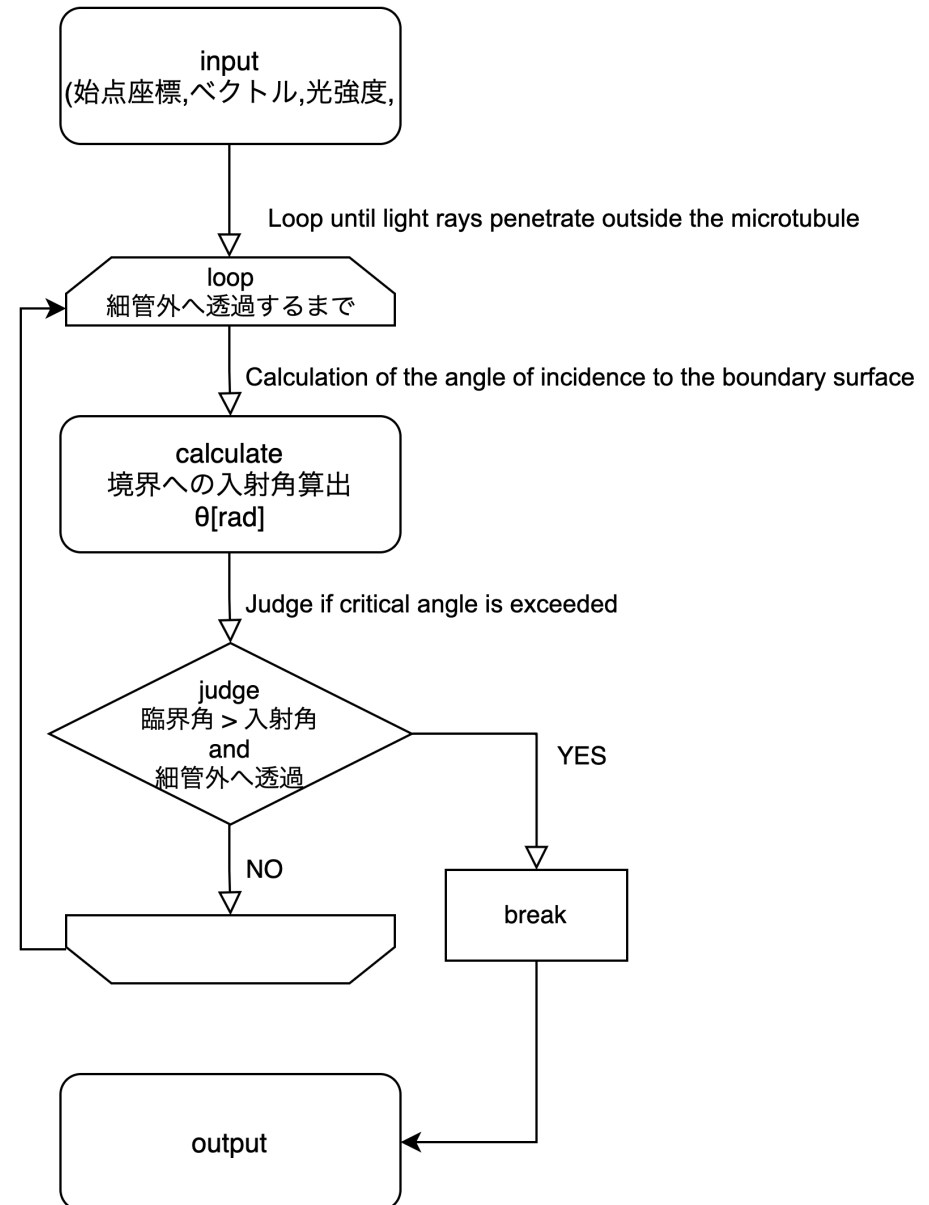 input
(始点座標,ベクトル,光強度,
Loop until light rays penetrate outside the microtubule
loop
細管外へ透過するまで
Calculation of the angle of incidence to the boundary surface
calculate
境界への入射角算出
θ[rad]
Judge if critical angle is exceeded
judge
臨界角 > 入射角
and
細管外へ透過
YES
NO
break
output